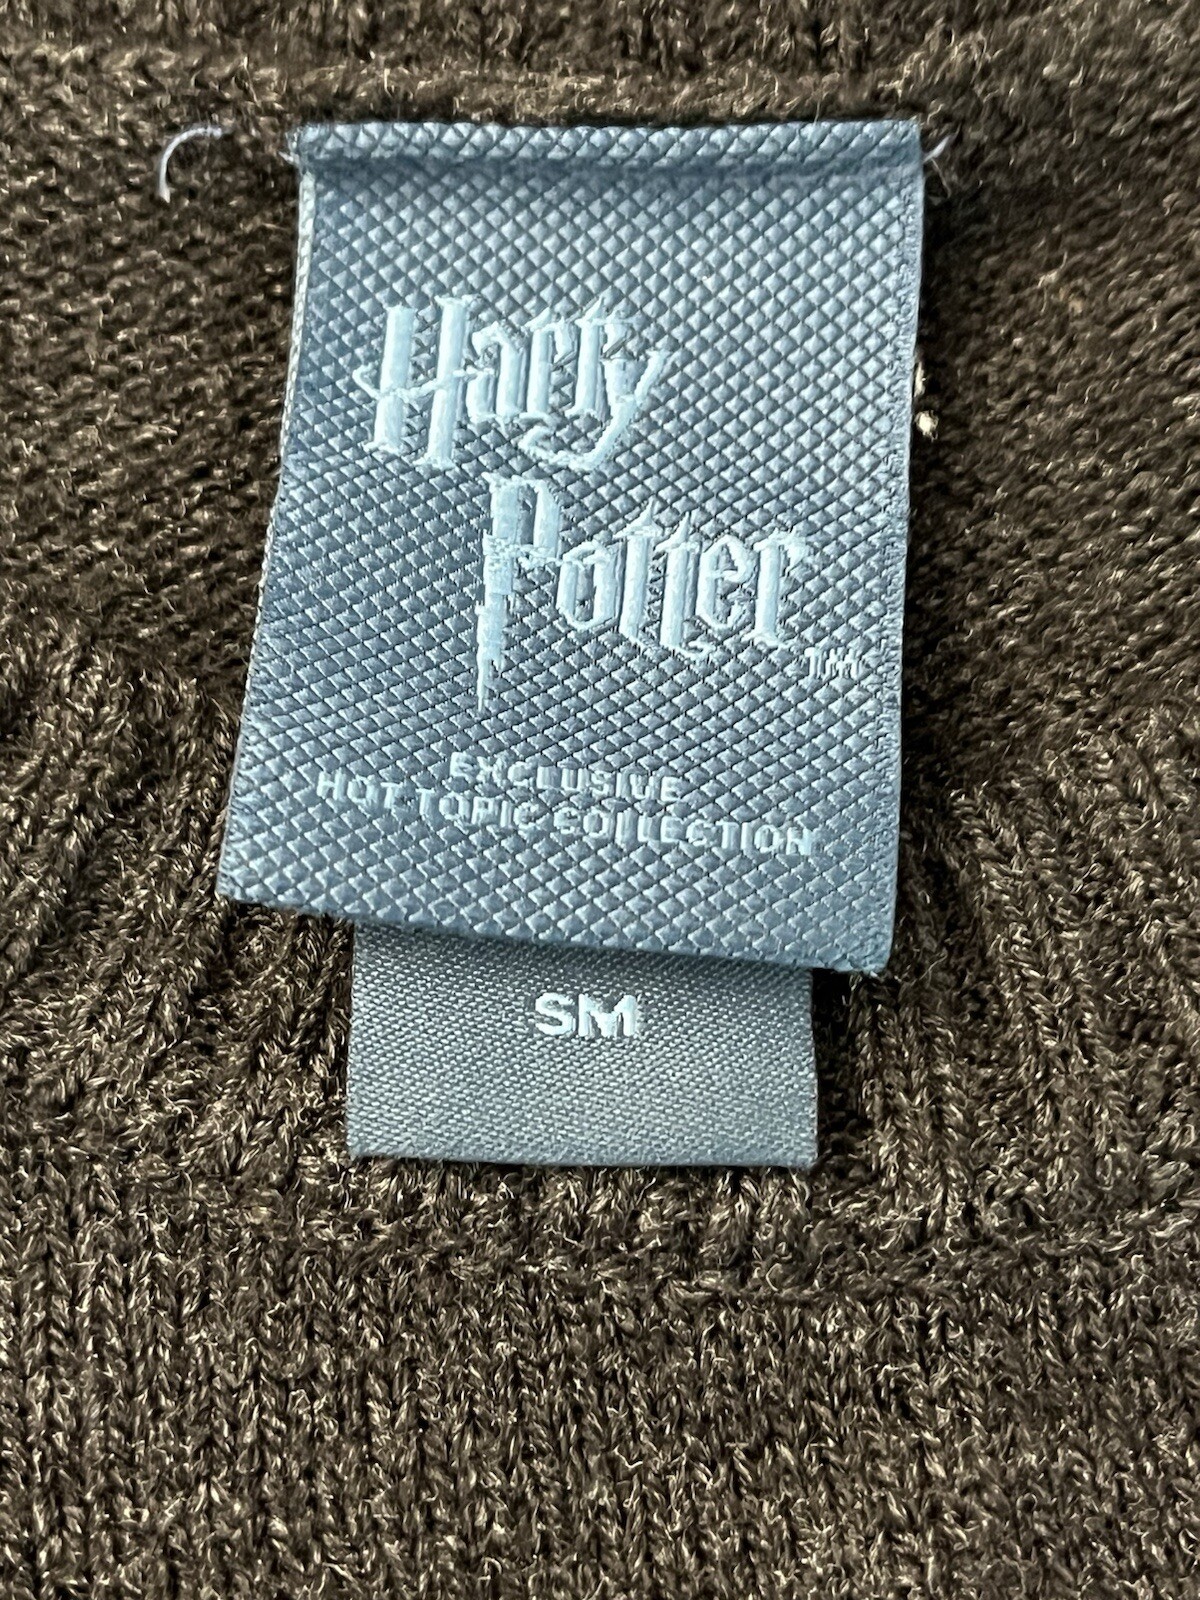 Harry
Potter
TM
EXCLUSIVE
HOT TOPIC COLLECTION
SM